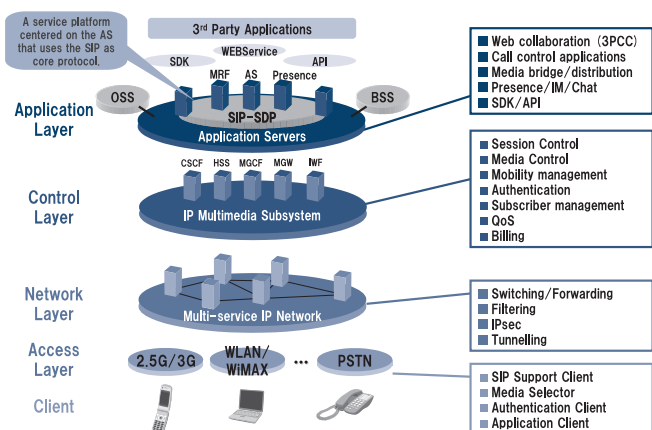 A service platform
centered on the AS
that uses the SIP as
core protocol.
3rd Party Applications
SDK
WEBService
API
MRF
AS
Presence
OSS
BSS
SIP-SDP
Application Servers
Application
Layer
Web collaboration (3PCC)
Call control applications
Media bridge/distribution
Presence/IM/Chat
SDK/API
CSCF
HSS
MGCF
MGW
IWF
Control
Layer
IP Multimedia Subsystem
Session Control
Media Control
Mobility management
Authentication
Subscriber management
QoS
Billing
Network
Layer
Multi-service IP Network
Switching/Forwarding
Filtering
IPsec
Tunnelling
Access
Layer
2.5G/3G
WLAN/
WiMAX
...
PSTN
Client
SIP Support Client
Media Selector
Authentication Client
Application Client